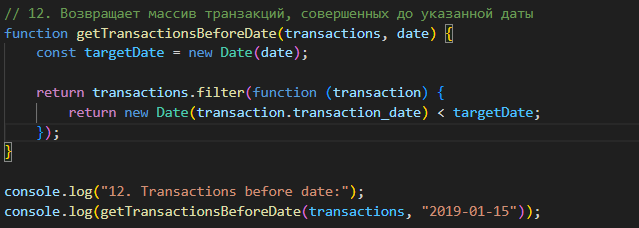 // 12. Возвращает массив транзакций, совершенных до указанной даты
function getTransactionsBeforeDate(transactions, date) {
    const targetDate = new Date(date);

    return transactions.filter(function (transaction) {
        return new Date(transaction.transaction_date) < targetDate;
    });
}

console.log("12. Transactions before date:");
console.log(getTransactionsBeforeDate(transactions, "2019-01-15"));